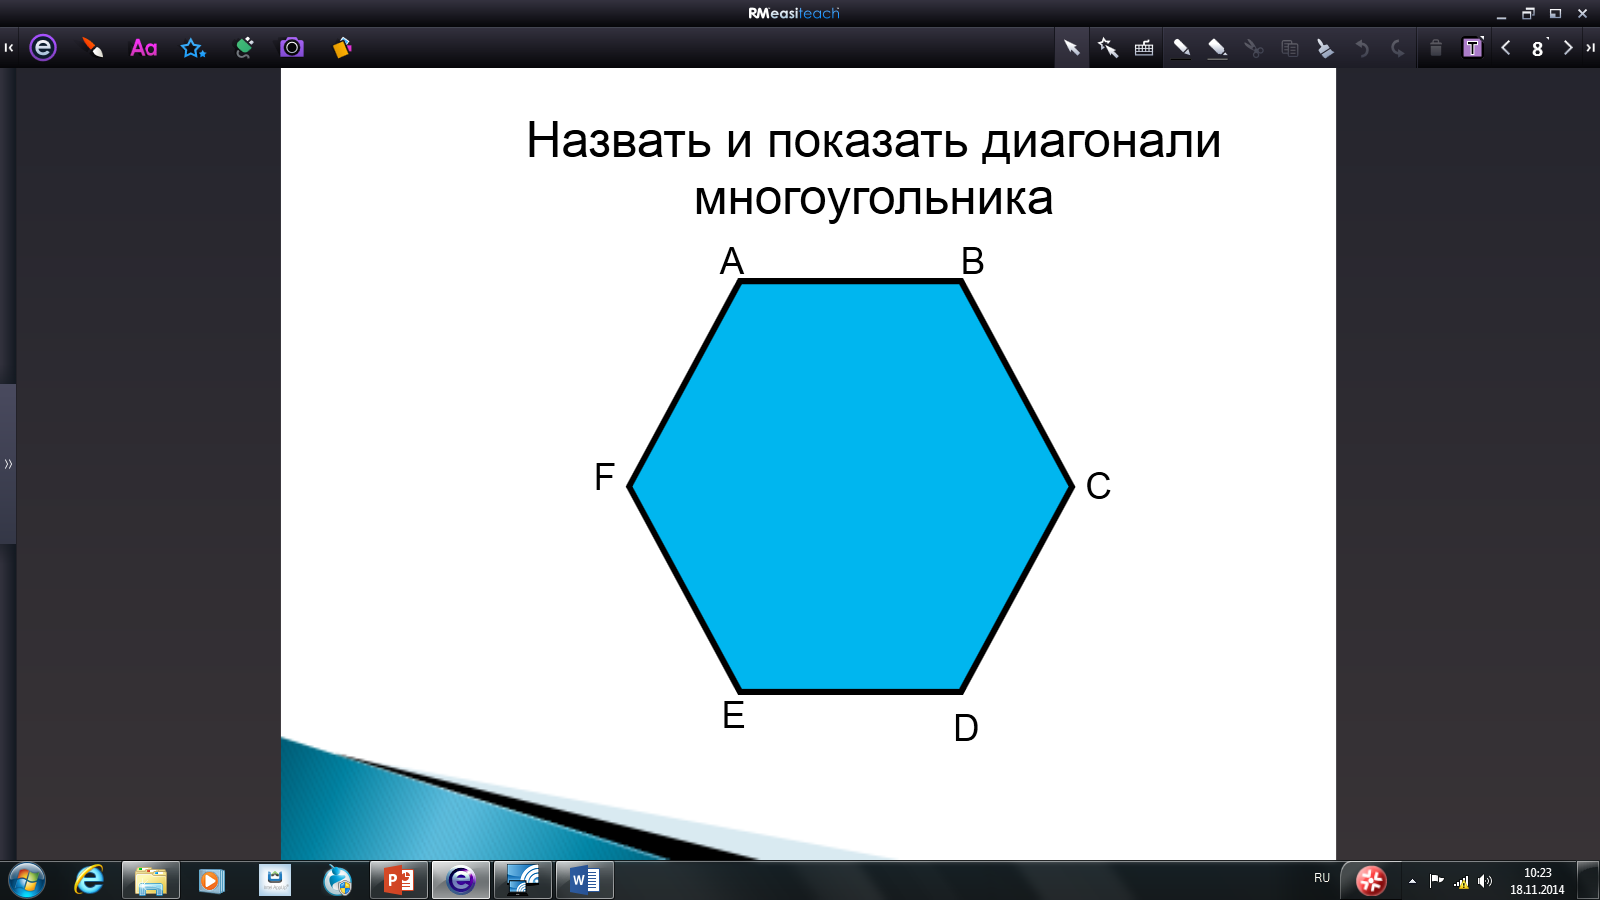 RMeasiteach
Aa
T
8
Назвать и показать диагонали
многоугольника
A
B
F
C
E
D
RU
10:23
18.11.2014